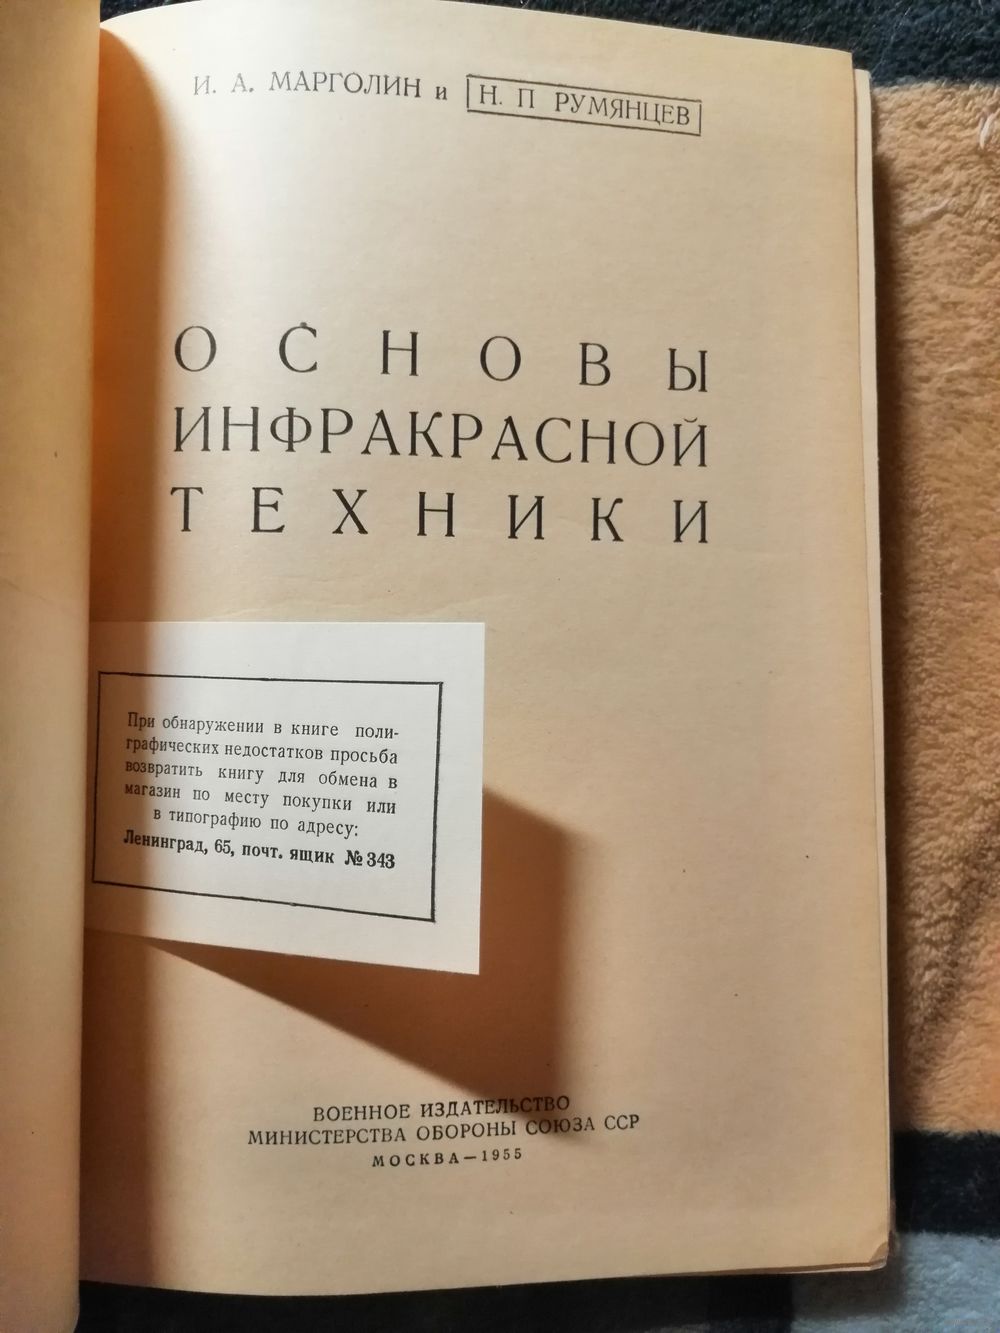 И. А. МАРГОЛИН и Н. П РУМЯНЦЕВ
ОСНОВЫ
ИНФРАКРАСНОЙ
ТЕХНИКИ
При обнаружении в книге поли-
графических недостатков просьба
возвратить книгу для обмена в
магазин по месту покупки или
в типографию по адресу:
Ленинград, 65, почт. ящик № 343
ВОЕННОЕ ИЗДАТЕЛЬСТВО
МИНИСТЕРСТВА ОБОРОНЫ СОЮЗА ССР
МОСКВА—1955